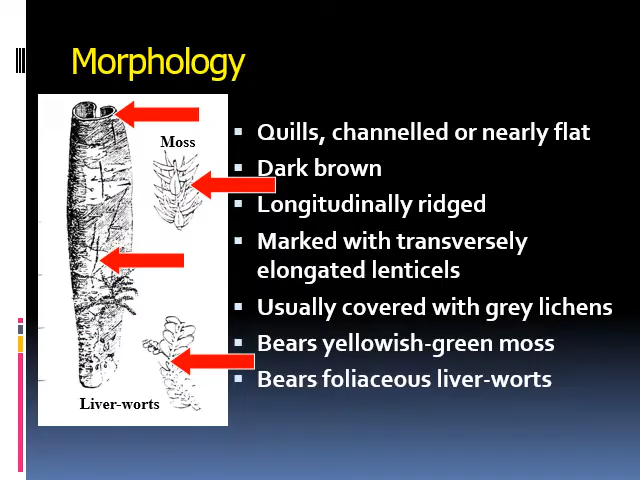 Morphology
Moss
Liver-worts
▪ Quills, channelled or nearly flat
▪ Dark brown
▪ Longitudinally ridged
▪ Marked with transversely
elongated lenticels
▪ Usually covered with grey lichens
▪ Bears yellowish-green moss
▪ Bears foliaceous liver-worts